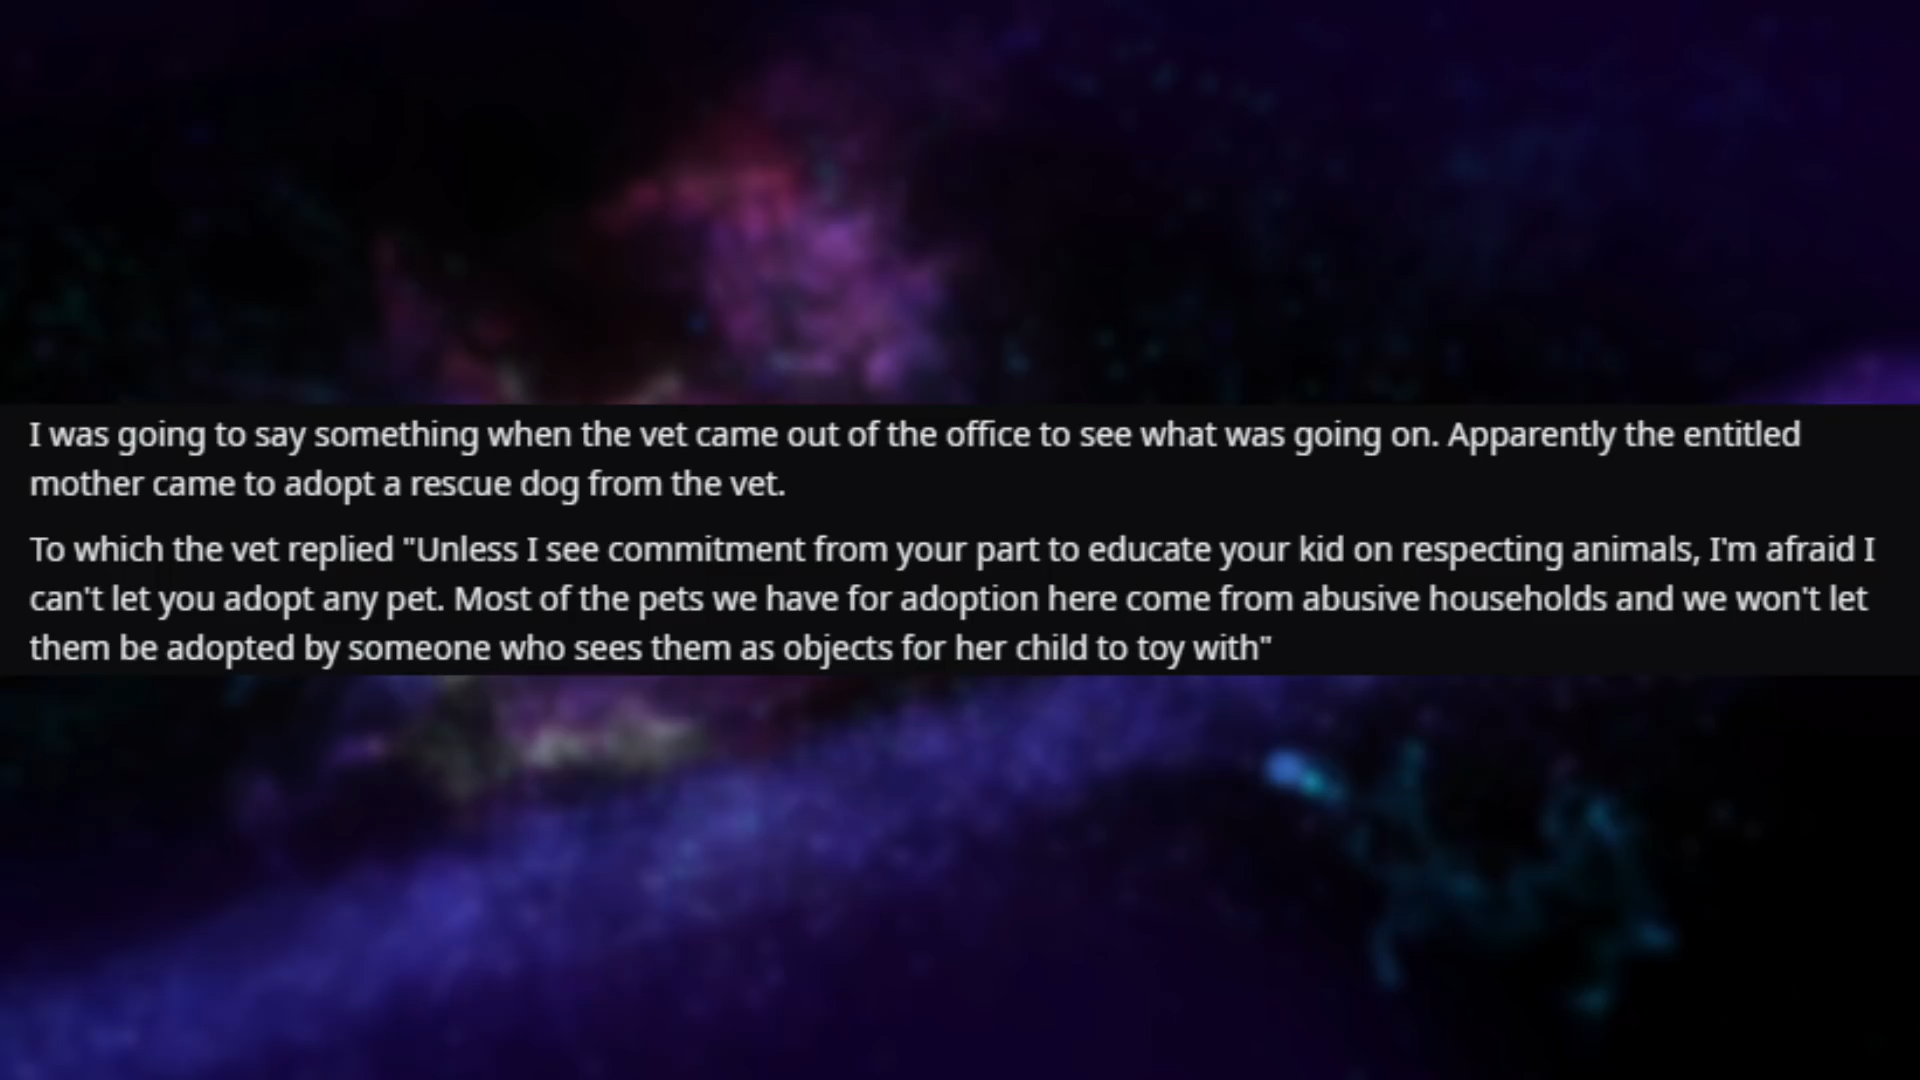 I was going to say something when the vet came out of the office to see what was going on. Apparently the entitled
mother came to adopt a rescue dog from the vet.
To which the vet replied "Unless I see commitment from your part to educate your kid on respecting animals, I'm afraid I
can't let you adopt any pet. Most of the pets we have for adoption here come from abusive households and we won't let
them be adopted by someone who sees them as objects for her child to toy with"